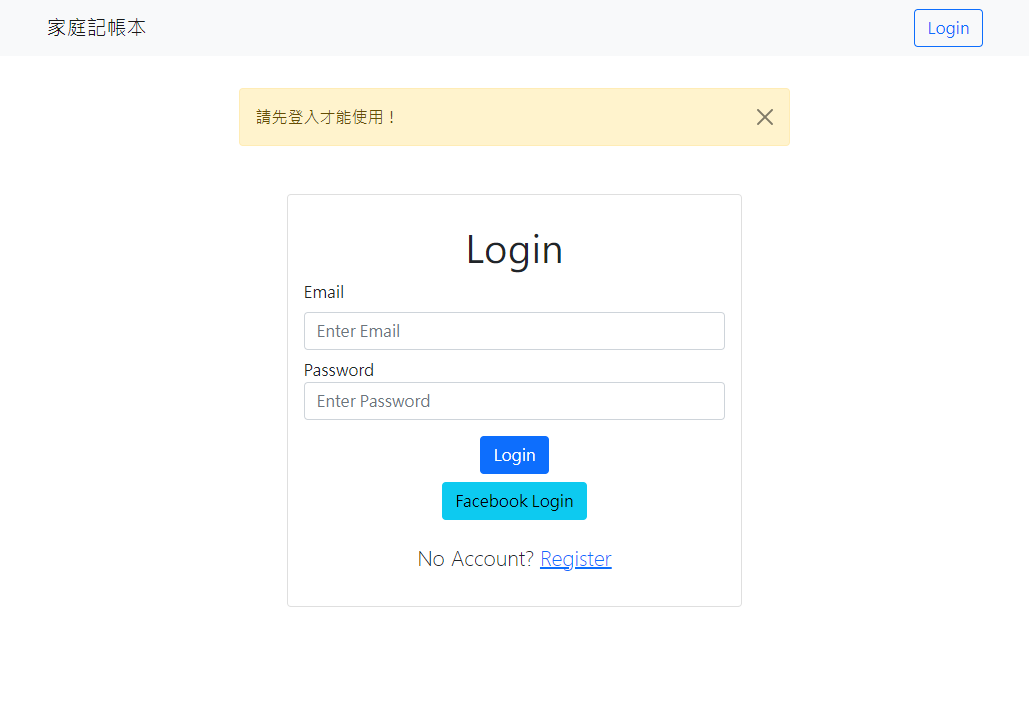 家庭記帳本
Login
請先登入才能使用！
Login
Email
Enter Email
Password
Enter Password
Login
Facebook Login
No Account? Register